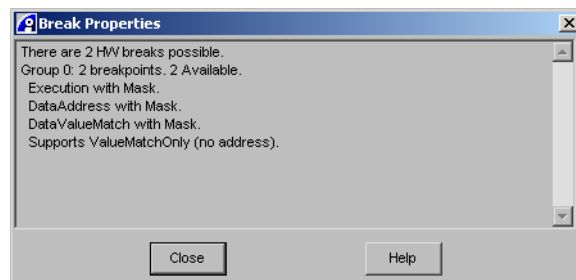 Break Properties
There are 2 HW breaks possible.
Group 0: 2 breakpoints. 2 Available.
Execution with Mask.
DataAddress with Mask.
DataValueMatch with Mask.
Supports ValueMatchOnly (no address).
Close Help